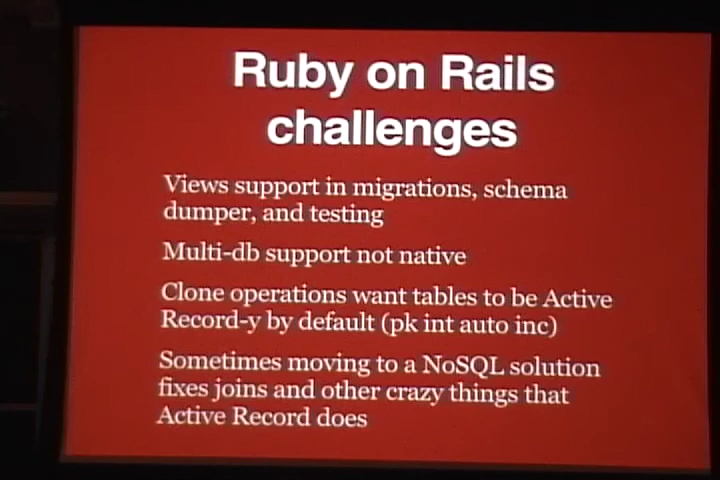 Ruby on Rails
challenges
Views support in migrations, schema
dumper, and testing
Multi-db support not native
Clone operations want tables to be Active
Record-y by default (pk int auto inc)
Sometimes moving to a NoSQL solution
fixes joins and other crazy things that
Active Record does